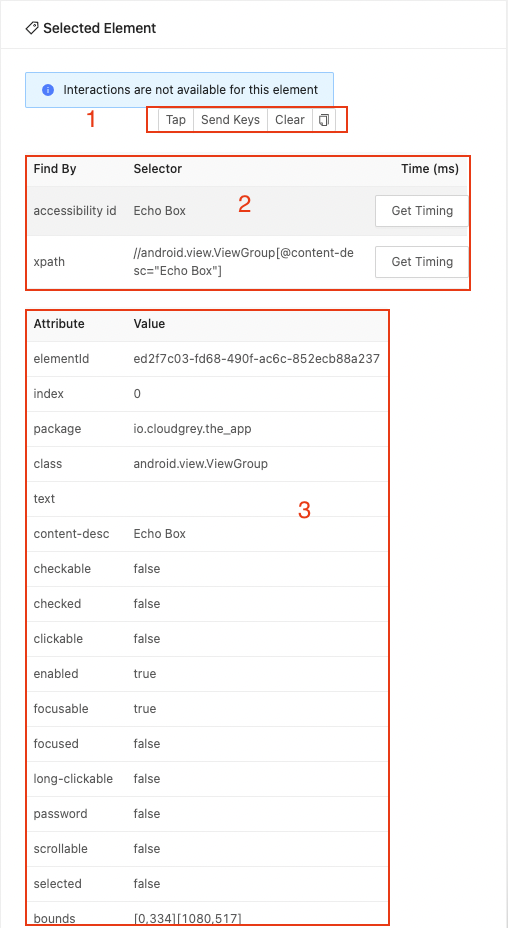 Selected Element
Interactions are not available for this element
1
Tap Send Keys Clear
Find By Selector Time (ms)
accessibility id Echo Box 2 Get Timing
xpath //android.view.ViewGroup[@content-de
sc="Echo Box"] Get Timing
Attribute Value
elementId ed2f7c03-fd68-490f-ac6c-852ecb88a237
index 0
package io.cloudgrey.the_app
class android.view.ViewGroup
text
3
content-desc Echo Box
checkable false
checked false
clickable false
enabled true
focusable true
focused false
long-clickable false
password false
scrollable false
selected false
bounds [0,334][1080,517]